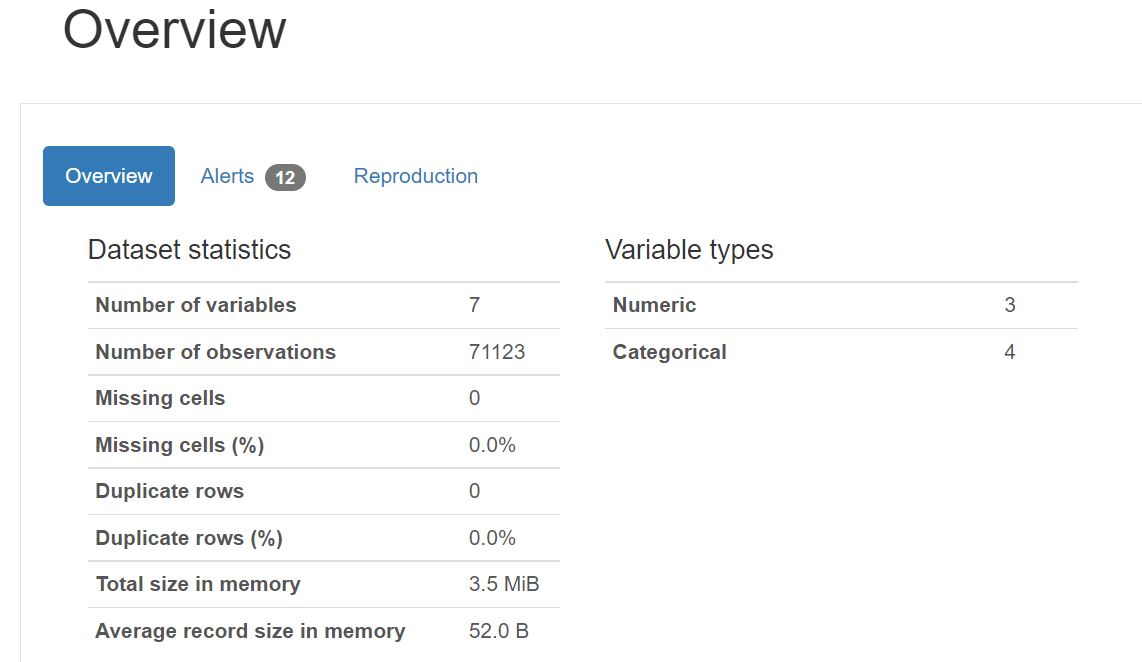 Overview
Overview Alerts 12 Reproduction
Dataset statistics
Number of variables 7
Number of observations 71123
Missing cells 0
Missing cells (%) 0.0%
Duplicate rows 0
Duplicate rows (%) 0.0%
Total size in memory 3.5 MiB
Average record size in memory 52.0 B
Variable types
Numeric 3
Categorical 4